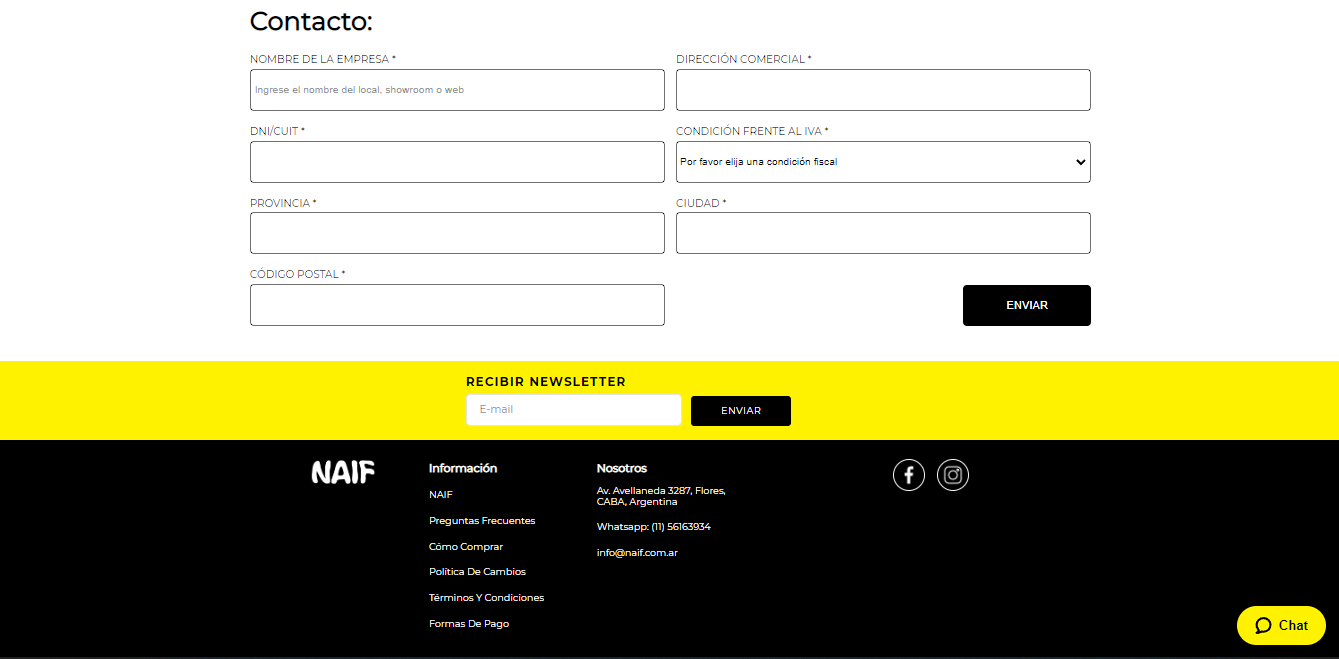 Contacto:
NOMBRE DE LA EMPRESA *
DIRECCIÓN COMERCIAL *
Ingrese el nombre del local, showroom o web
DNI/CUIT *
CONDICIÓN FRENTE AL IVA *
Por favor elija una condición fiscal
PROVINCIA *
CIUDAD *
CÓDIGO POSTAL *
ENVIAR
RECIBIR NEWSLETTER
E-mail
ENVIAR
NAIF
Información
NAIF
Preguntas Frecuentes
Cómo Comprar
Política De Cambios
Términos Y Condiciones
Formas De Pago
Nosotros
Av. Avellaneda 3287, Flores,
CABA, Argentina
Whatsapp: (11) 56163934
info@naif.com.ar
Chat